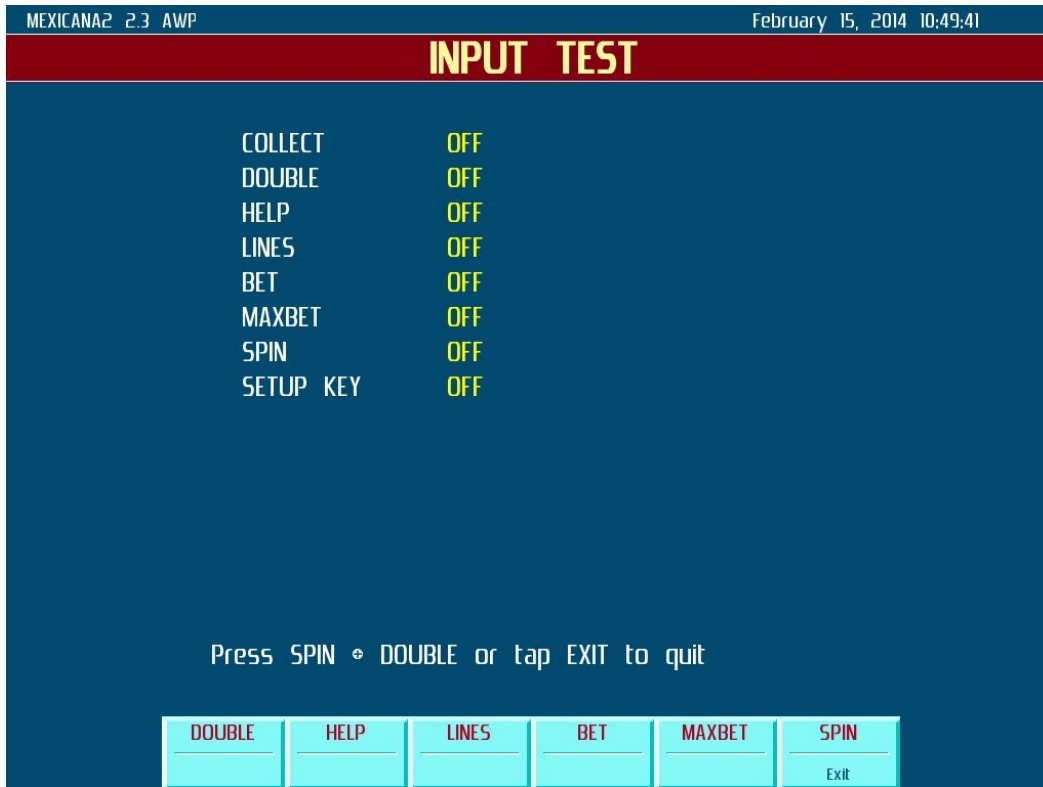 MEXICANA2 2.3 AWP February 15, 2014 10:49:41
INPUT TEST
COLLECT OFF
DOUBLE OFF
HELP OFF
LINES OFF
BET OFF
MAXBET OFF
SPIN OFF
SETUP KEY OFF
Press SPIN + DOUBLE or tap EXIT to quit
DOUBLE HELP LINES BET MAXBET SPIN
Exit